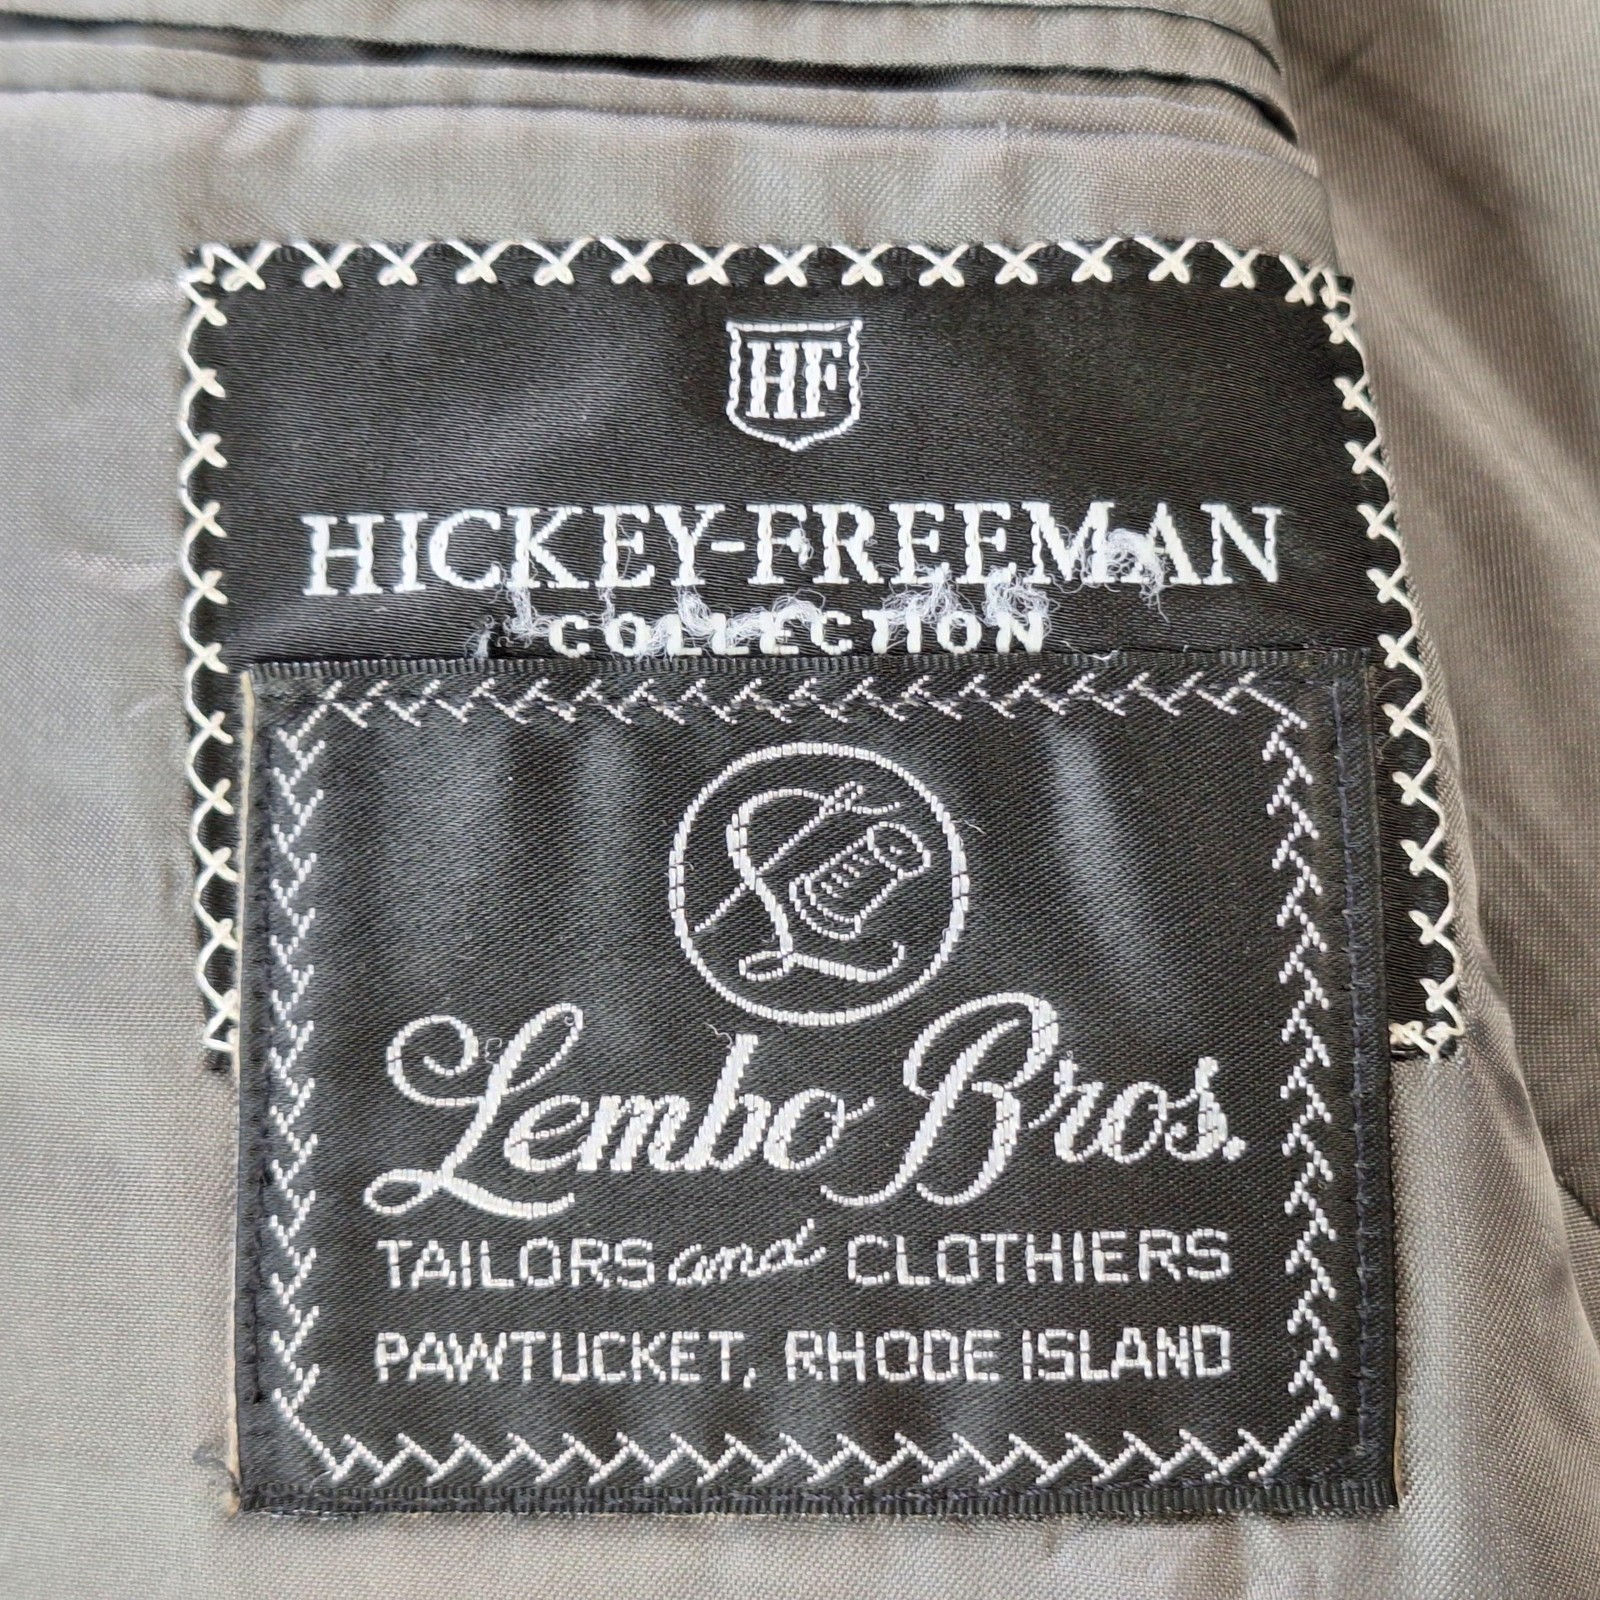 HF
HICKEY-FREEMAN
COLLECTION
L
Lembo Bros.
TAILORS and CLOTHIERS
PAWTUCKET, RHODE ISLAND